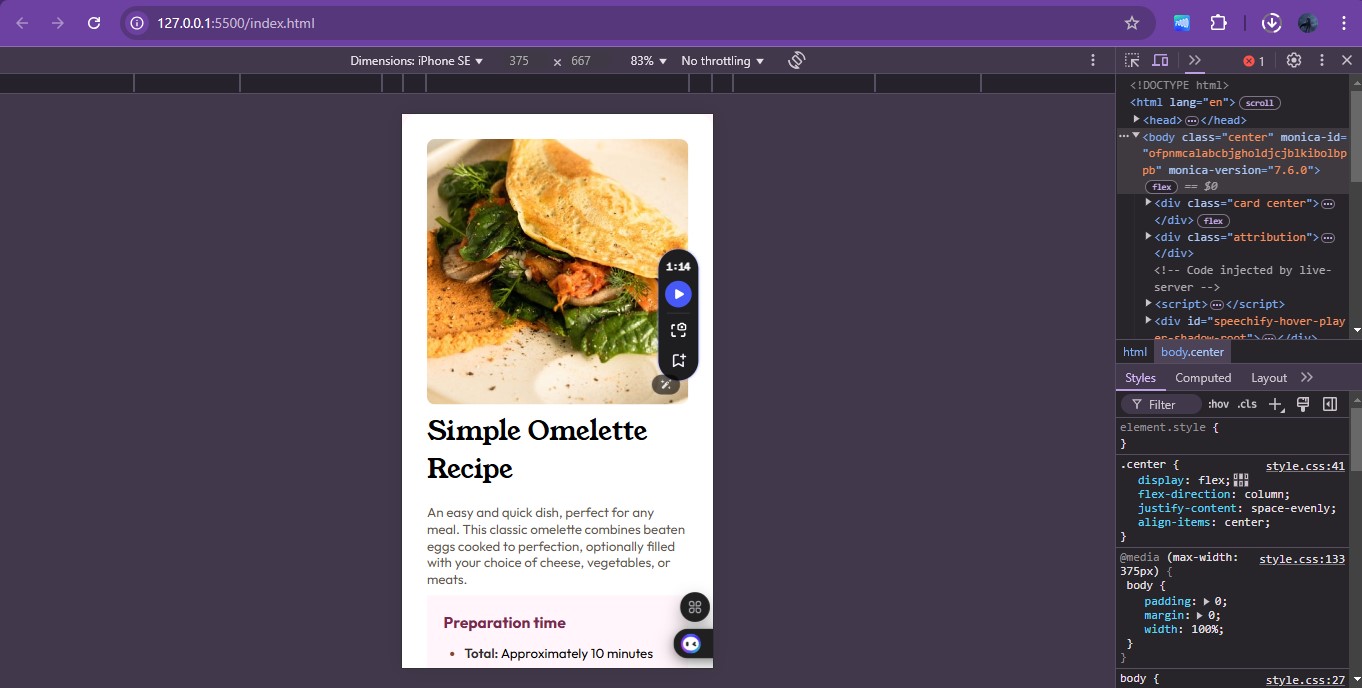 127.0.0.1:5500/index.html
Dimensions: iPhone SE 375 × 667 83% No throttling
1
<!DOCTYPE html>
<html lang="en"> scroll
<head> </head>
<body class="center" monica-id=
"ofpnmcalabcbjgholdjcjblkibolbp
pb" monica-version="7.6.0">
flex == $0
<div class="card center">
</div> flex
<div class="attribution">
</div>
<!-- Code injected by live-
server -->
<script> </script>
<div id="speechify-hover-play
er-shadow-root"> </div>
html body.center
Styles Computed Layout
Filter :hov .cls
element.style {
}
.center { style.css:41
display: flex;
flex-direction: column;
justify-content: space-evenly;
align-items: center;
}
@media (max-width: style.css:133
375px) {
body {
padding: 0;
margin: 0;
width: 100%;
}
}
body { style.css:27
1:14
Simple Omelette
Recipe
An easy and quick dish, perfect for any
meal. This classic omelette combines beaten
eggs cooked to perfection, optionally filled
with your choice of cheese, vegetables, or
meats.
Preparation time
• Total: Approximately 10 minutes